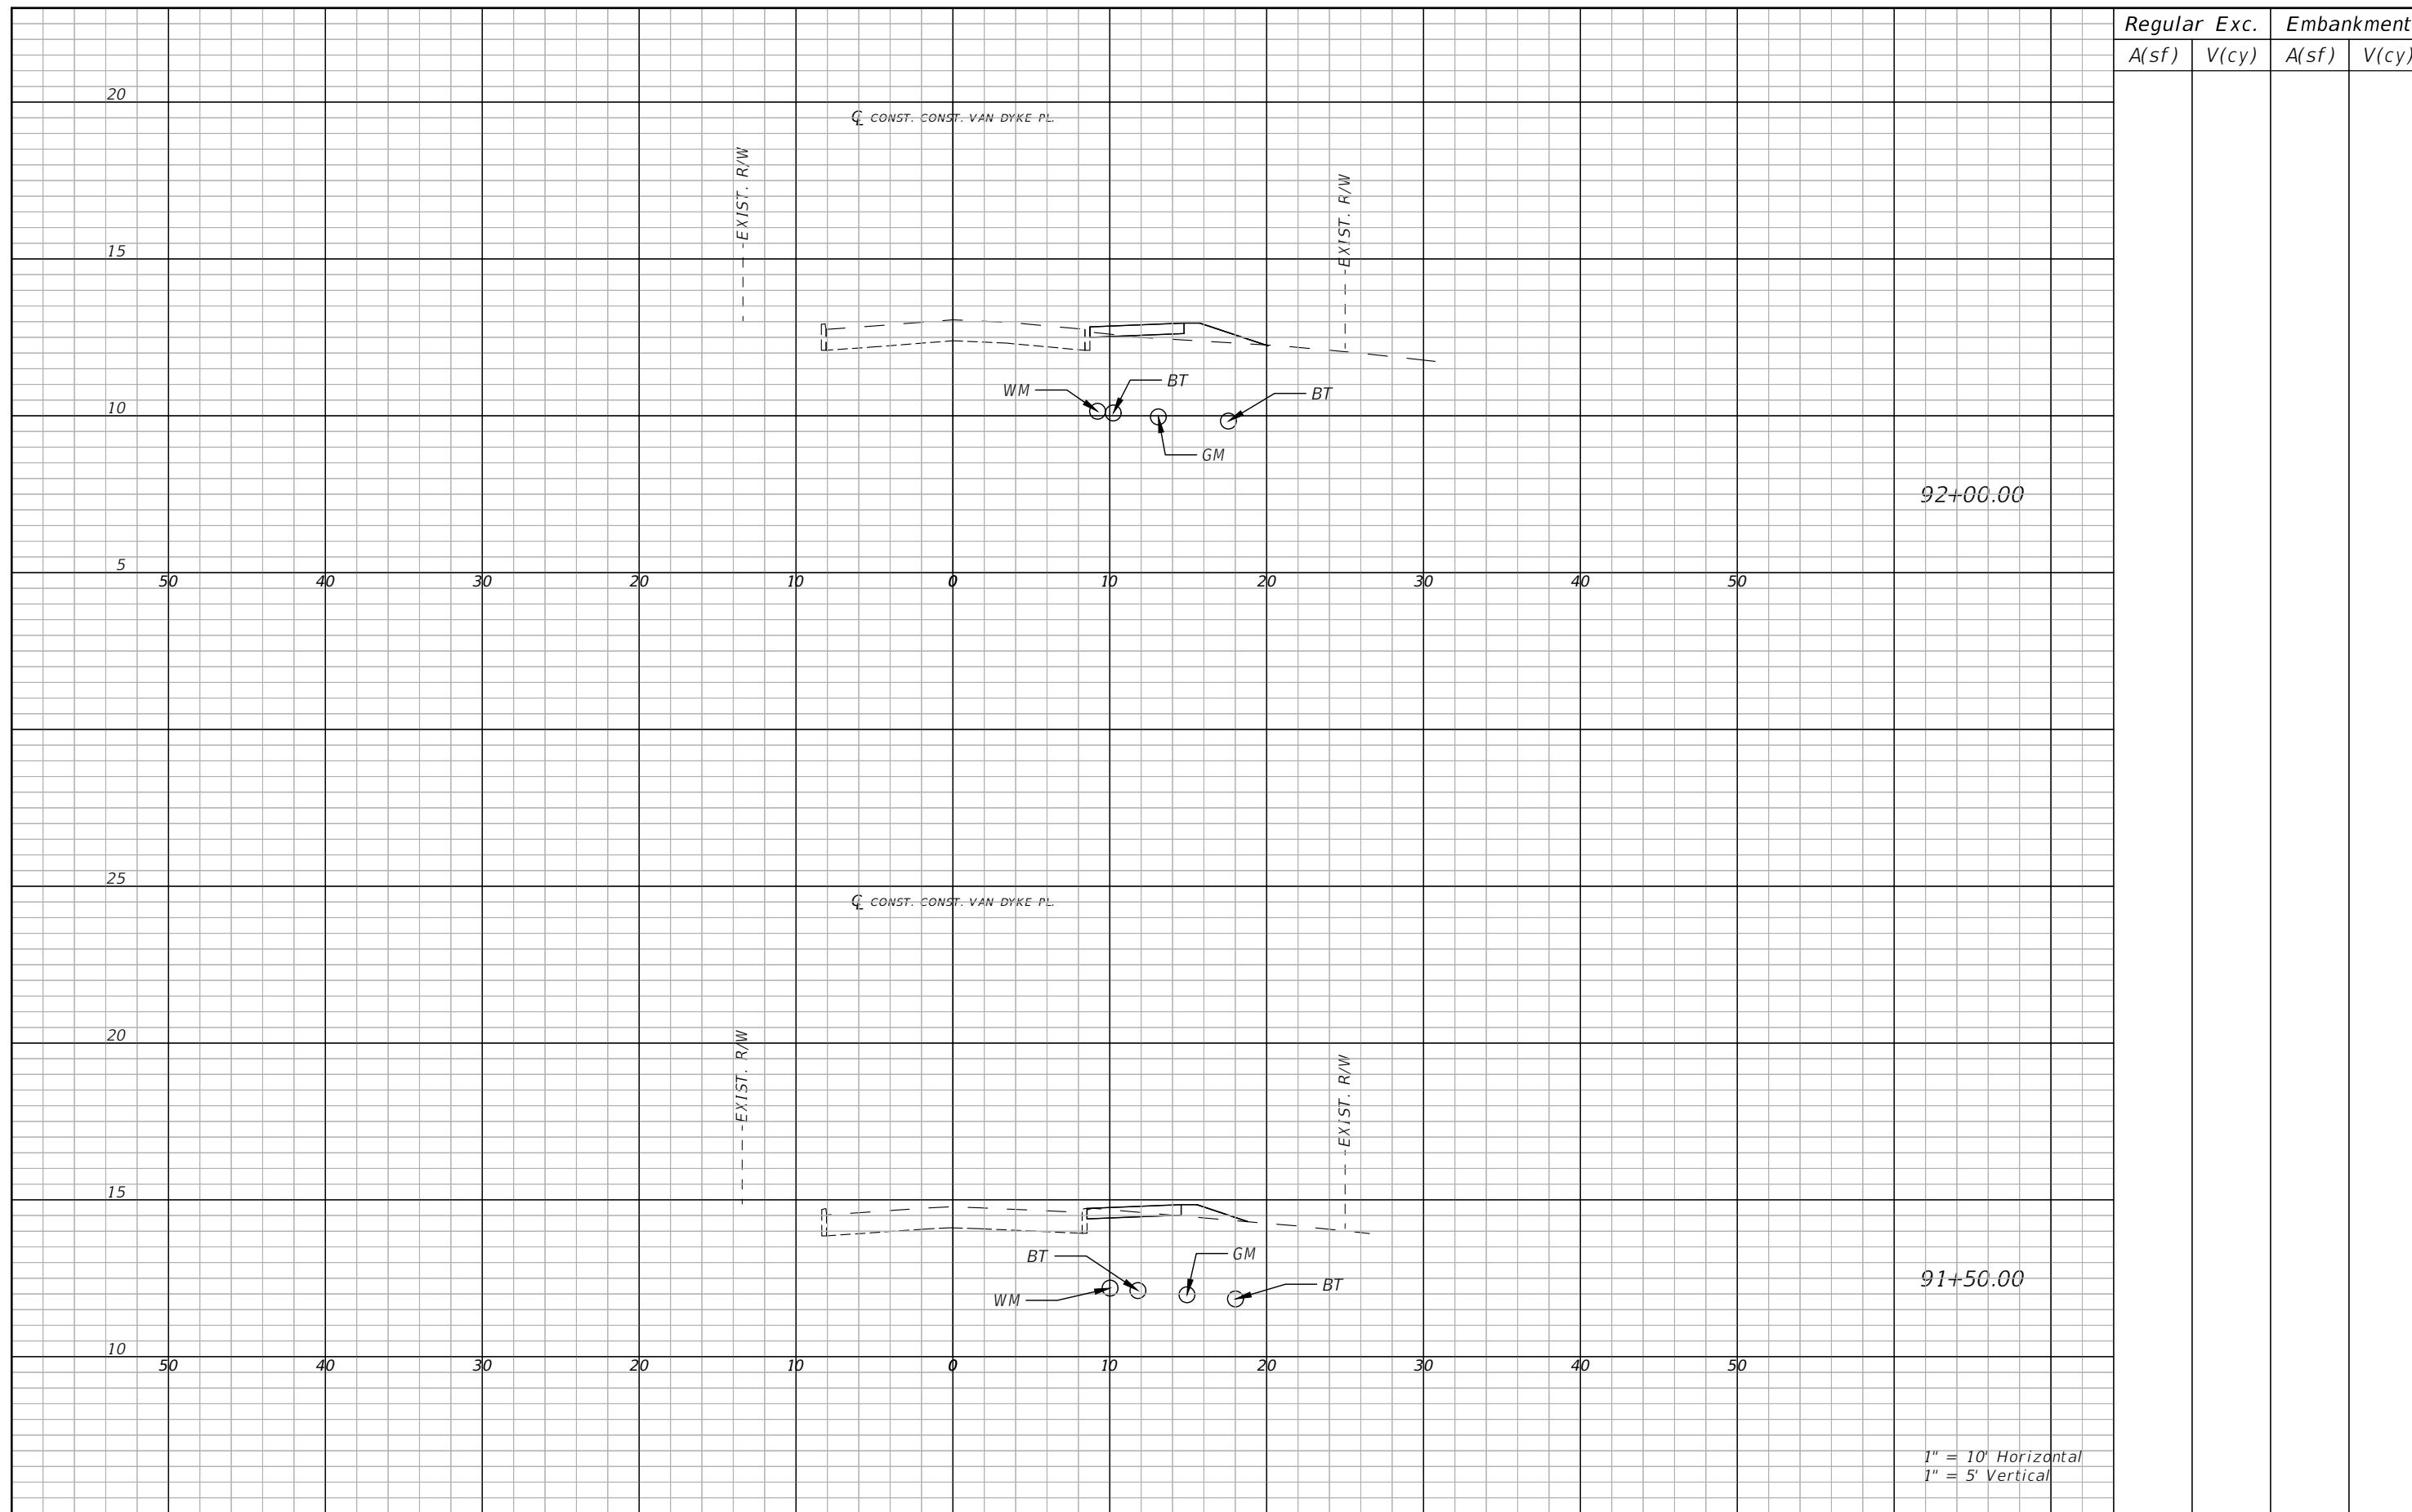 Regular Exc. Embankment
A(sf) V(cy) A(sf) V(cy)
20
℄ CONST. CONST. VAN DYKE PL.
EXIST. R/W
EXIST. R/W
15
BT
WM
BT
10
GM
92+00.00
5
50 40 30 20 10 0 10 20 30 40 50
25
℄ CONST. CONST. VAN DYKE PL.
20
EXIST. R/W
EXIST. R/W
15
BT
GM
91+50.00
BT
WM
10
50 40 30 20 10 0 10 20 30 40 50
1" = 10' Horizontal
1" = 5' Vertical